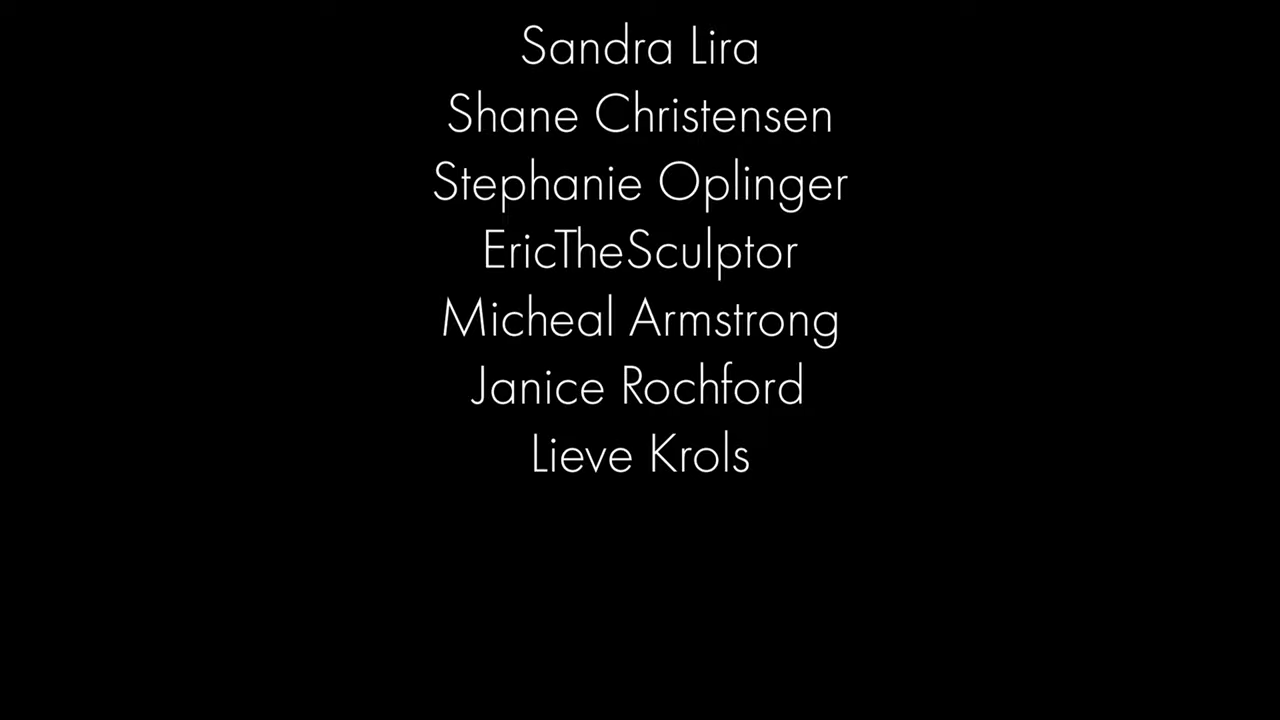 Sandra Lira
Shane Christensen
Stephanie Oplinger
EricTheSculptor
Micheal Armstrong
Janice Rochford
Lieve Krols